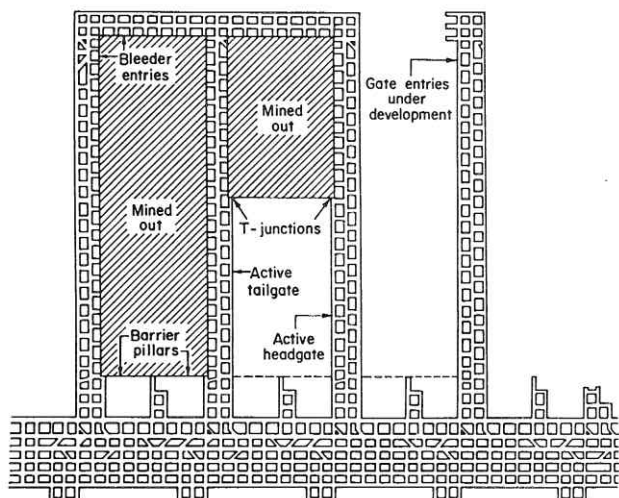 Bleeder
entries
Mined
out
Gate entries
under
development
Mined
out
T-junctions
Active
tailgate
Barrier
pillars
Active
headgate